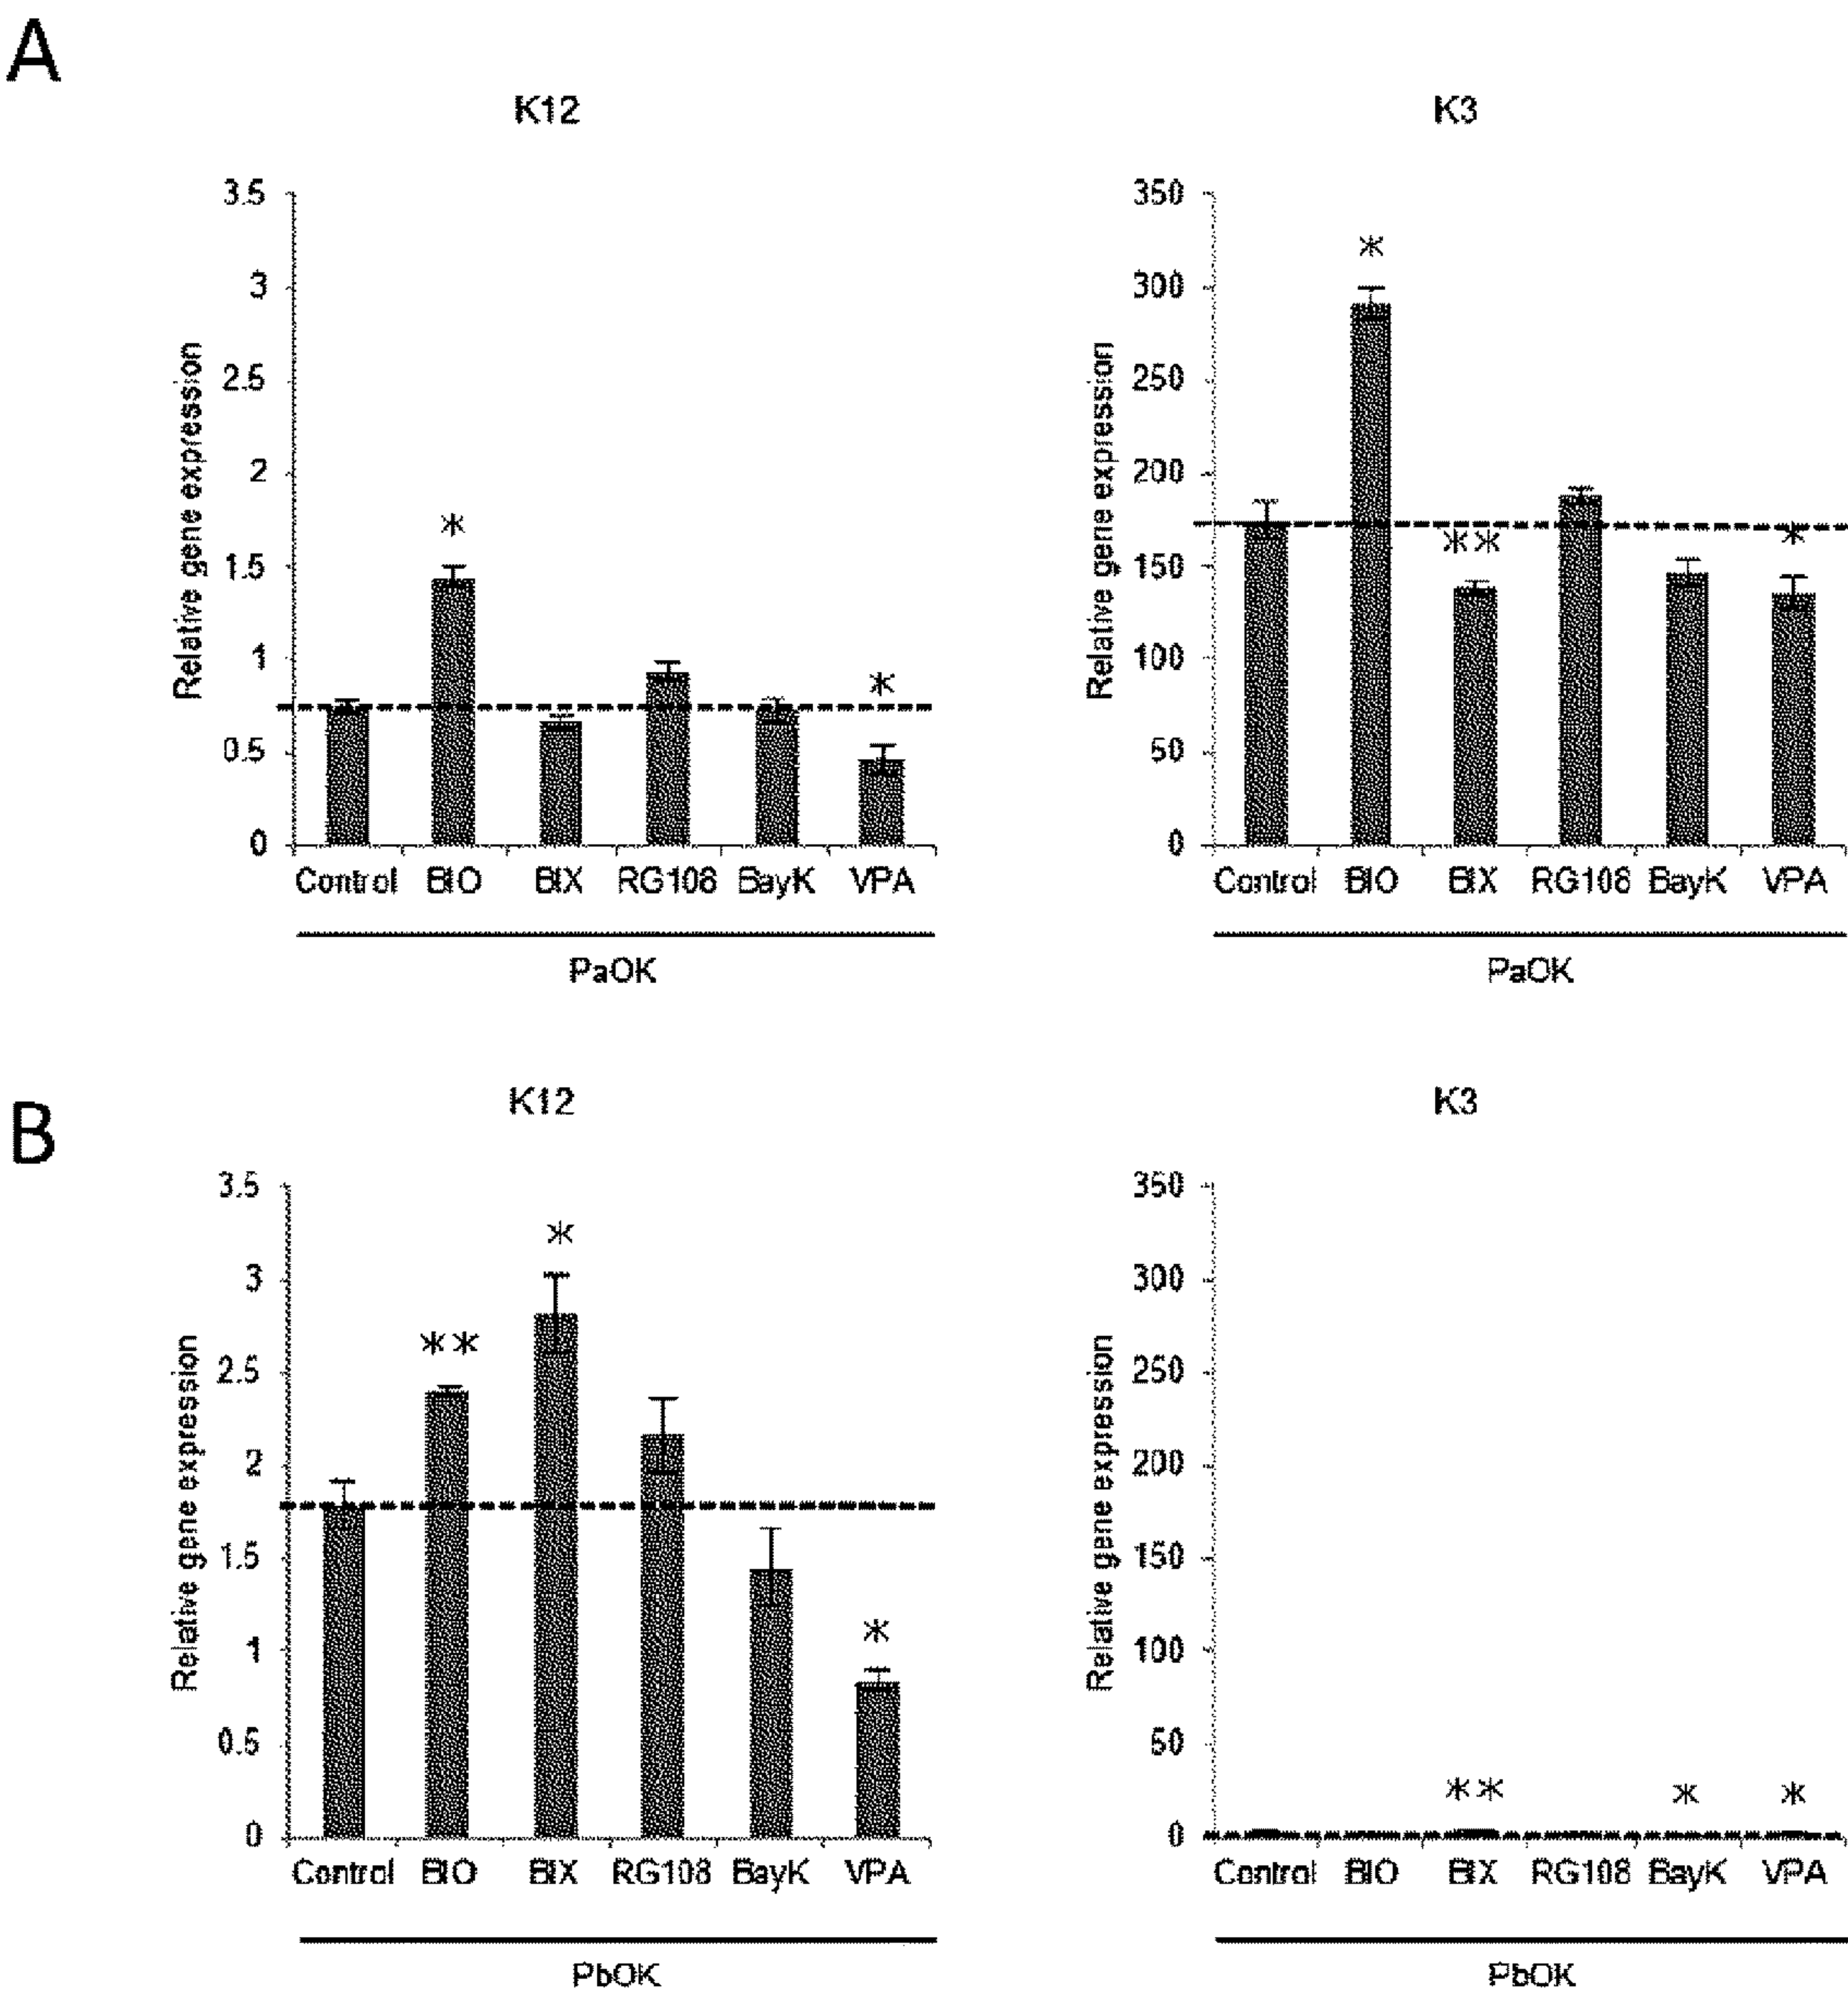 A
K12
Relative gene expression
3.5
3
2.5
2
1.5
1
0.5
0
*
*
Control BIO BIX RG108 BayK VPA
PaOK
K3
Relative gene expression
350
300
250
200
150
100
50
0
*
**
*
Control BIO BIX RG108 BayK VPA
PaOK
B
K12
Relative gene expression
3.5
3
2.5
2
1.5
1
0.5
0
**
*
*
Control BIO BIX RG108 BayK VPA
PbOK
K3
Relative gene expression
350
300
250
200
150
100
50
0
**
*
*
Control BIO BIX RG108 BayK VPA
PbOK